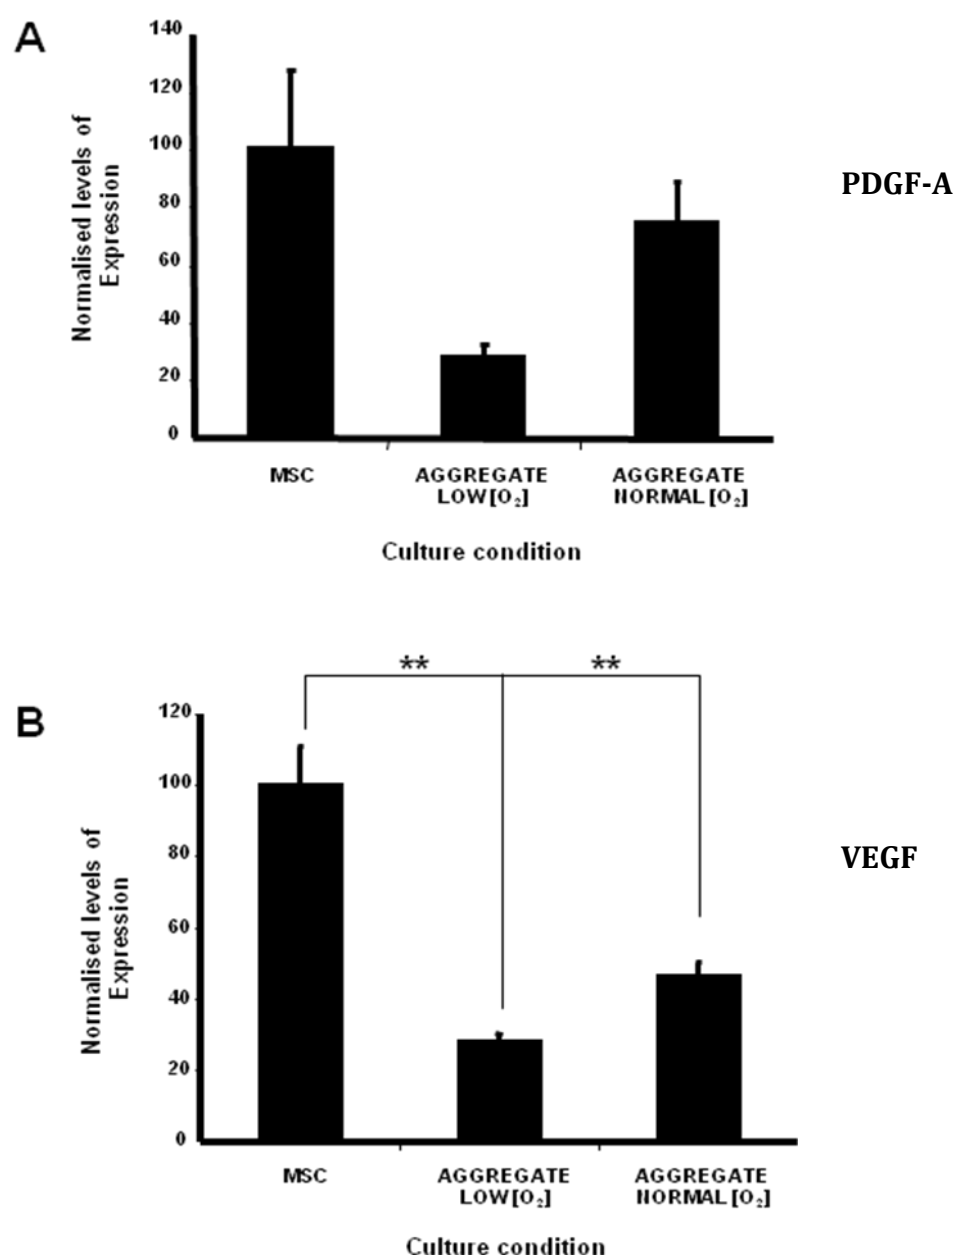 A
140
120
100
80
60
40
20
0
Normalised levels of
Expression
PDGF-A
MSC
AGGREGATE
LOW[O₂]
AGGREGATE
NORMAL[O₂]
Culture condition
** **
B
120
100
80
60
40
20
0
Normalised levels of
Expression
VEGF
MSC
AGGREGATE
LOW[O₂]
AGGREGATE
NORMAL[O₂]
Culture condition